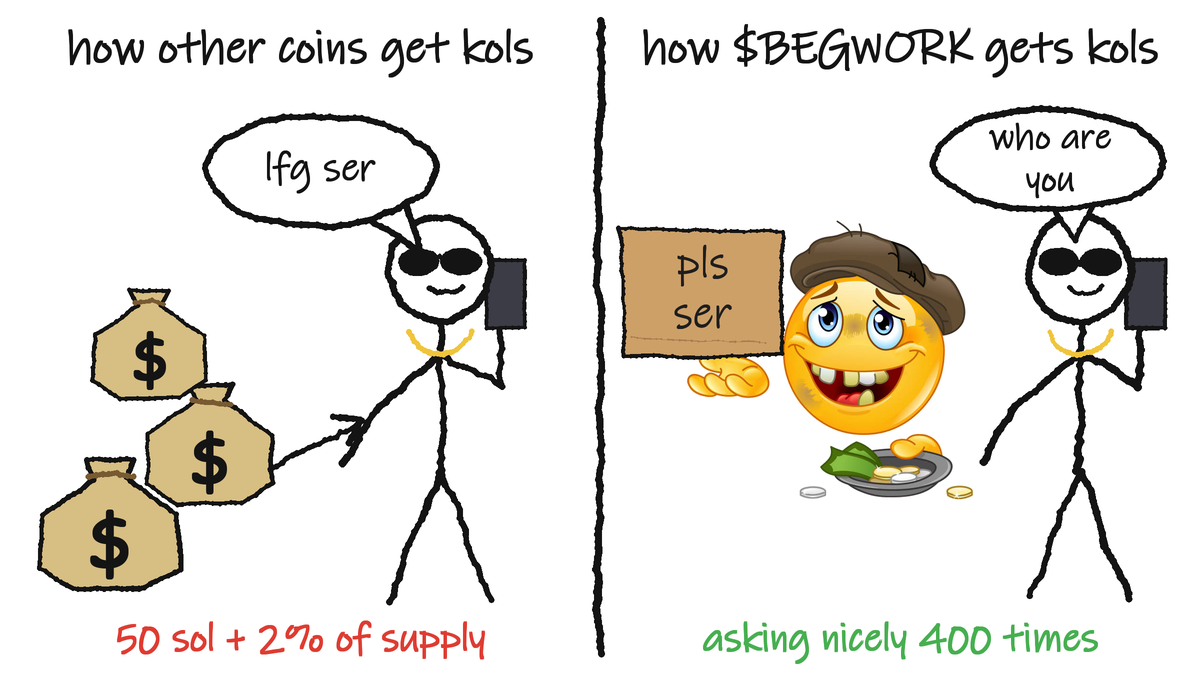 how other coins get kols
lfg ser
$
$
$
50 sol + 2% of supply
how $BEGWORK gets kols
who are
you
pls
ser
asking nicely 400 times